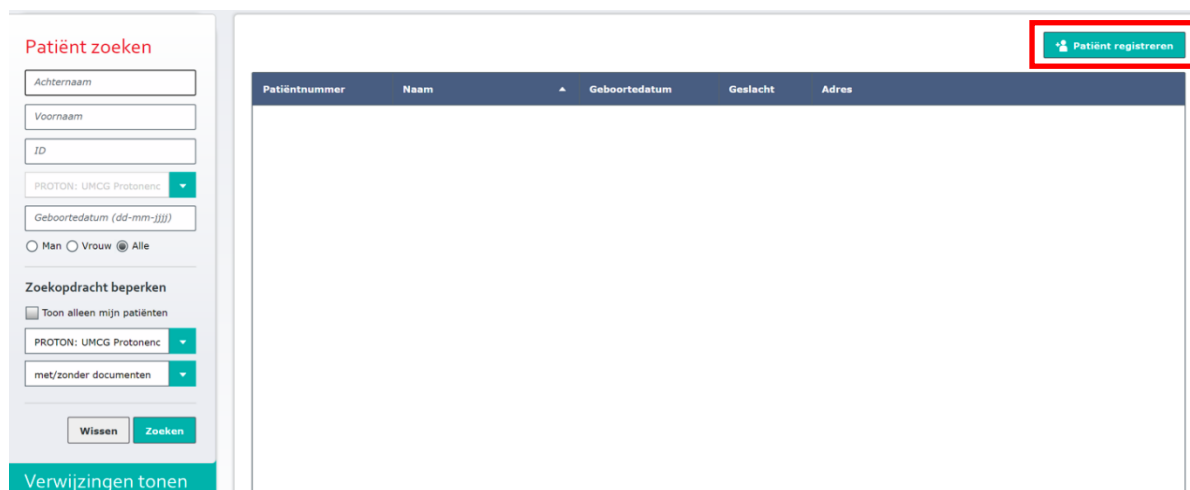 Patiënt zoeken
Achternaam
Voornaam
ID
PROTON: UMCG Protonenc
Geboortedatum (dd-mm-jjjj)
Man Vrouw Alle
Zoekopdracht beperken
Toon alleen mijn patiënten
PROTON: UMCG Protonenc
met/zonder documenten
Wissen Zoeken
Verwijzingen tonen
Patiënt registreren
Patiëntnummer Naam Geboortedatum Geslacht Adres